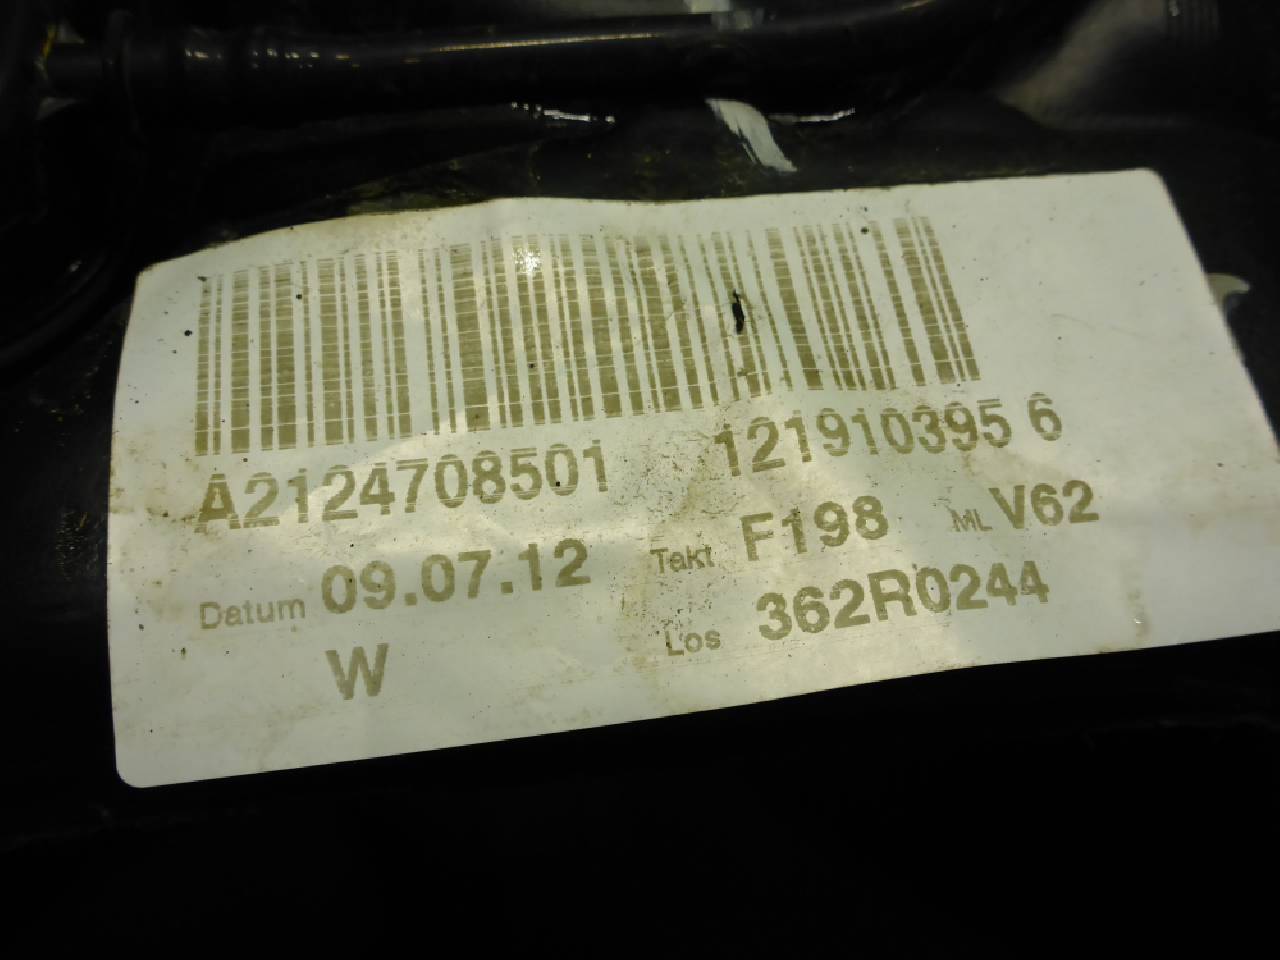 A2124708501 121910395 6
Datum 09.07.12 Takt F198 ML V62
W Los 362R0244